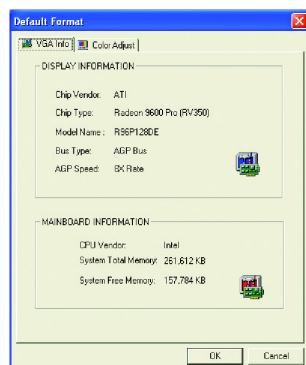 Default Format
VGA Info Color Adjust
DISPLAY INFORMATION
Chip Vendor: ATI
Chip Type: Radeon 9600 Pro (RV350)
Model Name : R96P128DE
Bus Type: AGP Bus
AGP Speed: 8X Rate
MAINBOARD INFORMATION
CPU Vendor: Intel
System Total Memory: 261,612 KB
System Free Memory: 157,784 KB
OK Cancel